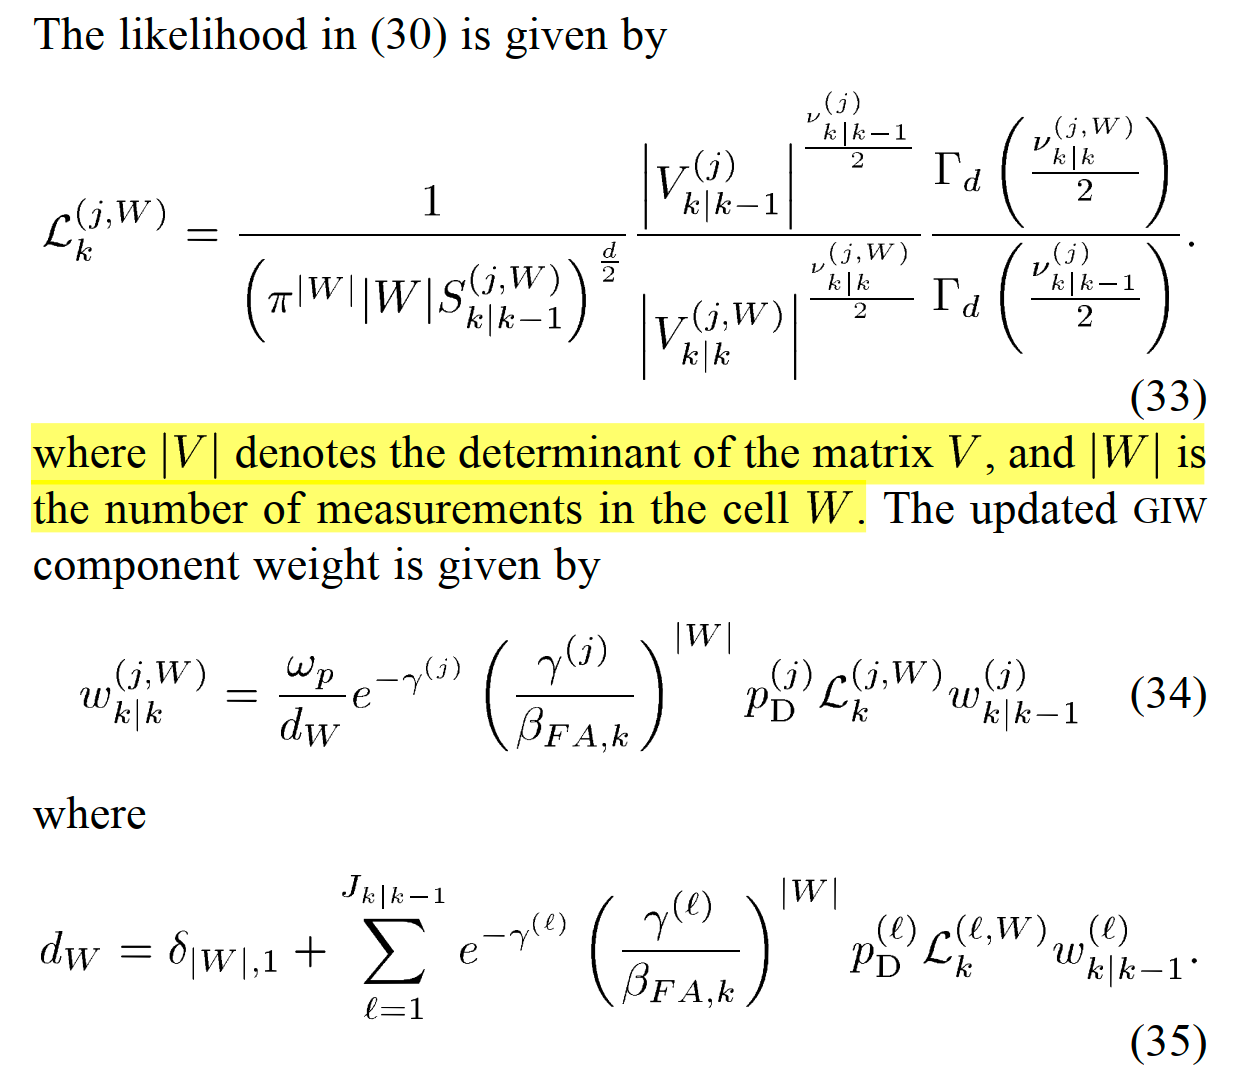 The likelihood in (30) is given by
\mathcal{L}_k^{(j,W)} = \frac{1}{\left(\pi^{|W|}|W|S_{k|k-1}^{(j,W)}\right)^{\frac{d}{2}}} \frac{\left|V_{k|k-1}^{(j)}\right|^{\frac{\nu_{k|k-1}^{(j)}}{2}}}{\left|V_{k|k}^{(j,W)}\right|^{\frac{\nu_{k|k}^{(j,W)}}{2}}} \frac{\Gamma_d\left(\frac{\nu_{k|k}^{(j,W)}}{2}\right)}{\Gamma_d\left(\frac{\nu_{k|k-1}^{(j)}}{2}\right)}.
(33)
where |V| denotes the determinant of the matrix V, and |W| is
the number of measurements in the cell W. The updated GIW
component weight is given by
w_{k|k}^{(j,W)} = \frac{\omega_p}{d_W} e^{-\gamma^{(j)}} \left(\frac{\gamma^{(j)}}{\beta_{FA,k}}\right)^{|W|} p_D^{(j)} \mathcal{L}_k^{(j,W)} w_{k|k-1}^{(j)} (34)
where
d_W = \delta_{|W|,1} + \sum_{\ell=1}^{J_{k|k-1}} e^{-\gamma^{(\ell)}} \left(\frac{\gamma^{(\ell)}}{\beta_{FA,k}}\right)^{|W|} p_D^{(\ell)} \mathcal{L}_k^{(\ell,W)} w_{k|k-1}^{(\ell)}.
(35)